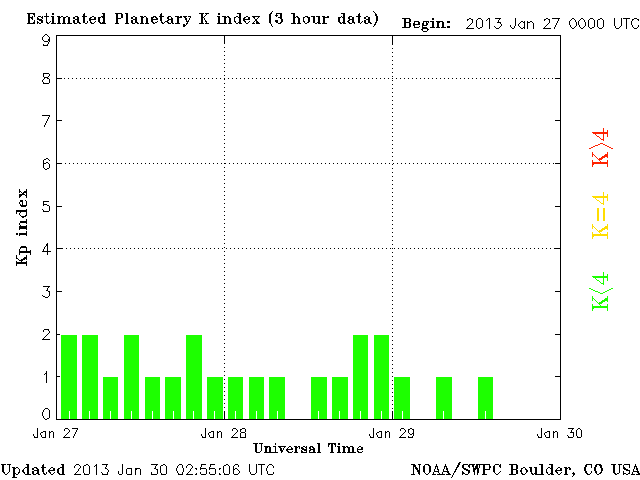 Estimated Planetary K index (3 hour data) Begin: 2013 Jan 27 0000 UTC
9
8
7
6
5
4
3
2
1
0
Kp index
K>4
K=4
K<4
Jan 27 Jan 28 Jan 29 Jan 30
Universal Time
Updated 2013 Jan 30 02:55:06 UTC NOAA/SWPC Boulder, CO USA